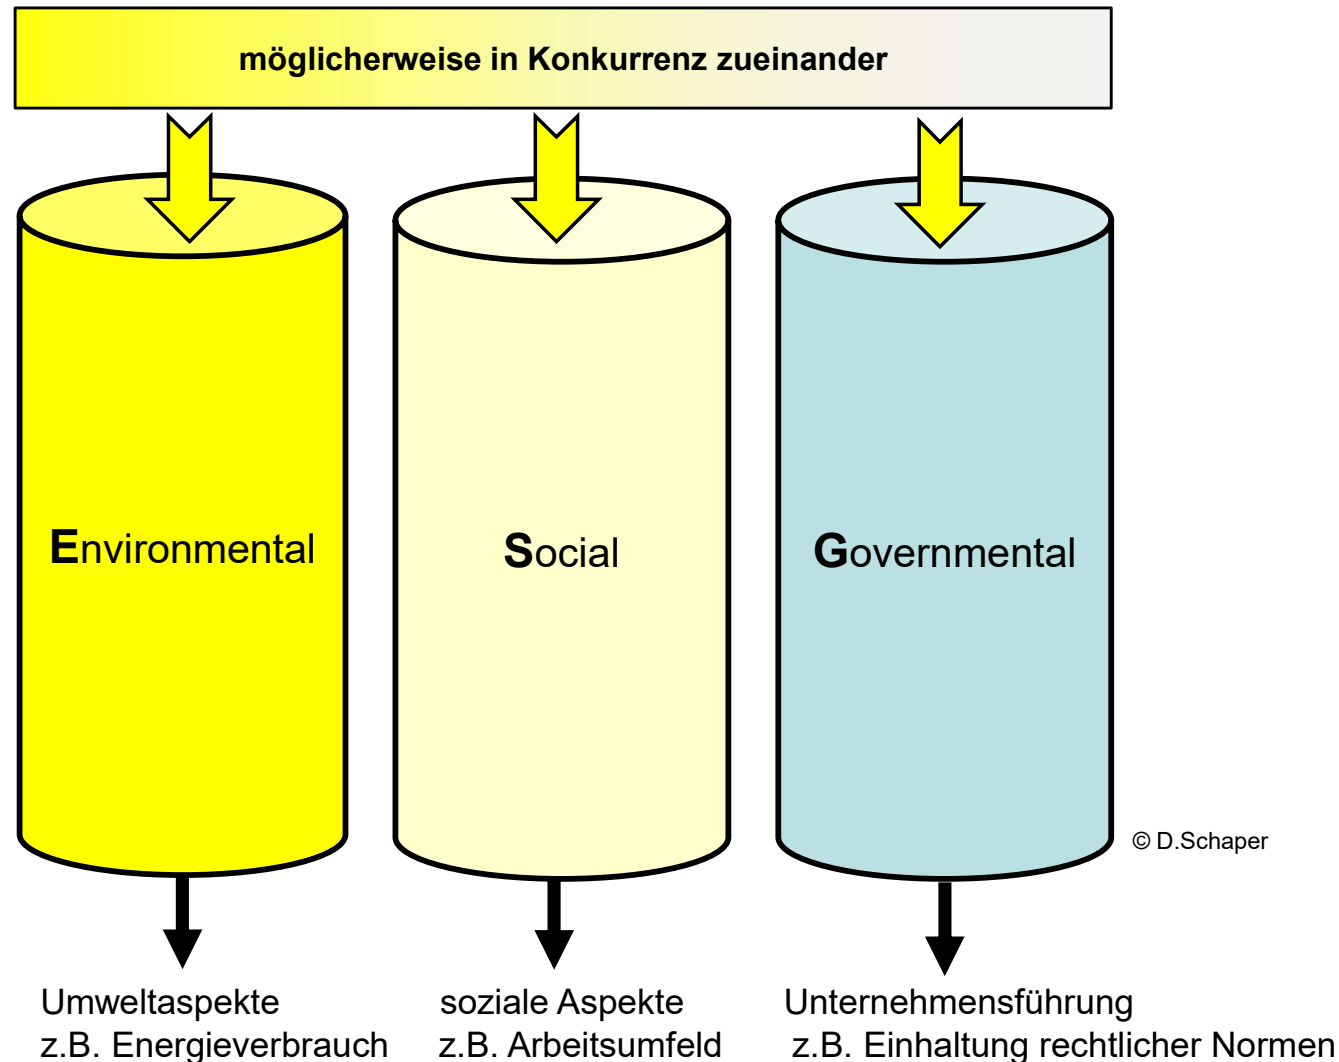 möglicherweise in Konkurrenz zueinander
Environmental
Social
Governmental
© D.Schaper
Umweltaspekte
z.B. Energieverbrauch
soziale Aspekte
z.B. Arbeitsumfeld
Unternehmensführung
z.B. Einhaltung rechtlicher Normen